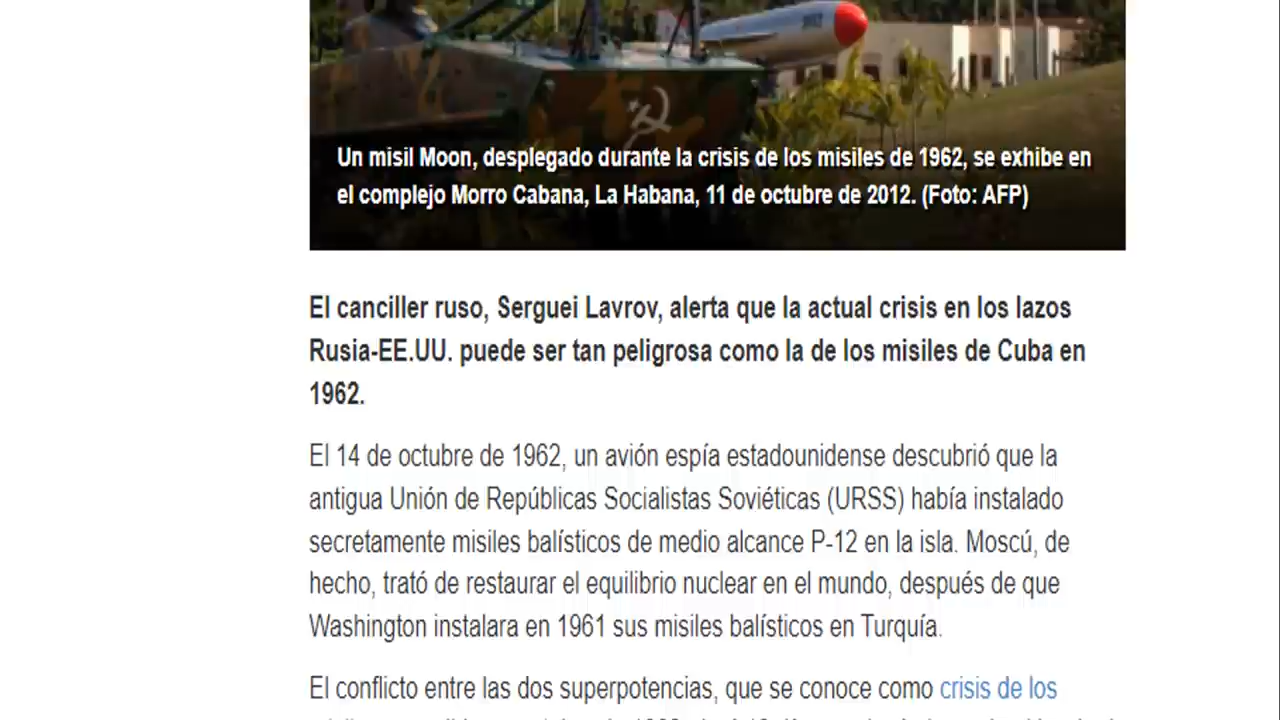 Un misil Moon, desplegado durante la crisis de los misiles de 1962, se exhibe en
el complejo Morro Cabana, La Habana, 11 de octubre de 2012. (Foto: AFP)
El canciller ruso, Serguei Lavrov, alerta que la actual crisis en los lazos
Rusia-EE.UU. puede ser tan peligrosa como la de los misiles de Cuba en
1962.
El 14 de octubre de 1962, un avión espía estadounidense descubrió que la
antigua Unión de Repúblicas Socialistas Soviéticas (URSS) había instalado
secretamente misiles balísticos de medio alcance P-12 en la isla. Moscú, de
hecho, trató de restaurar el equilibrio nuclear en el mundo, después de que
Washington instalara en 1961 sus misiles balísticos en Turquía.
El conflicto entre las dos superpotencias, que se conoce como crisis de los